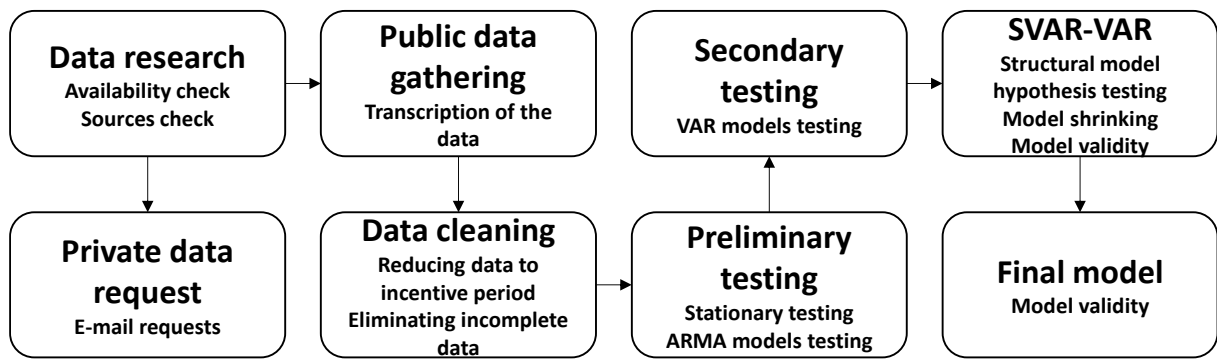 Data research
Availability check
Sources check
Public data
gathering
Transcription of the
data
Secondary
testing
VAR models testing
SVAR-VAR
Structural model
hypothesis testing
Model shrinking
Model validity
Private data
request
E-mail requests
Data cleaning
Reducing data to
incentive period
Eliminating incomplete
data
Preliminary
testing
Stationary testing
ARMA models testing
Final model
Model validity